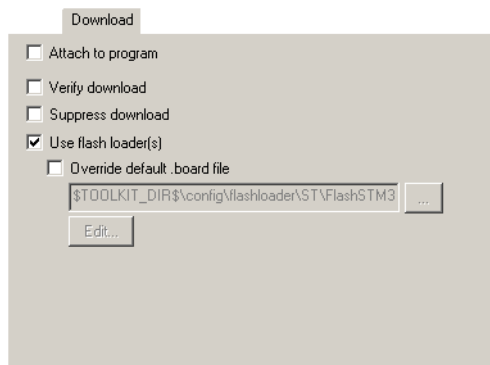 Download
Attach to program
Verify download
Suppress download
Use flash loader(s)
Override default .board file
$TOOLKIT_DIR$\config\flashloader\ST\FlashSTM3
...
Edit...